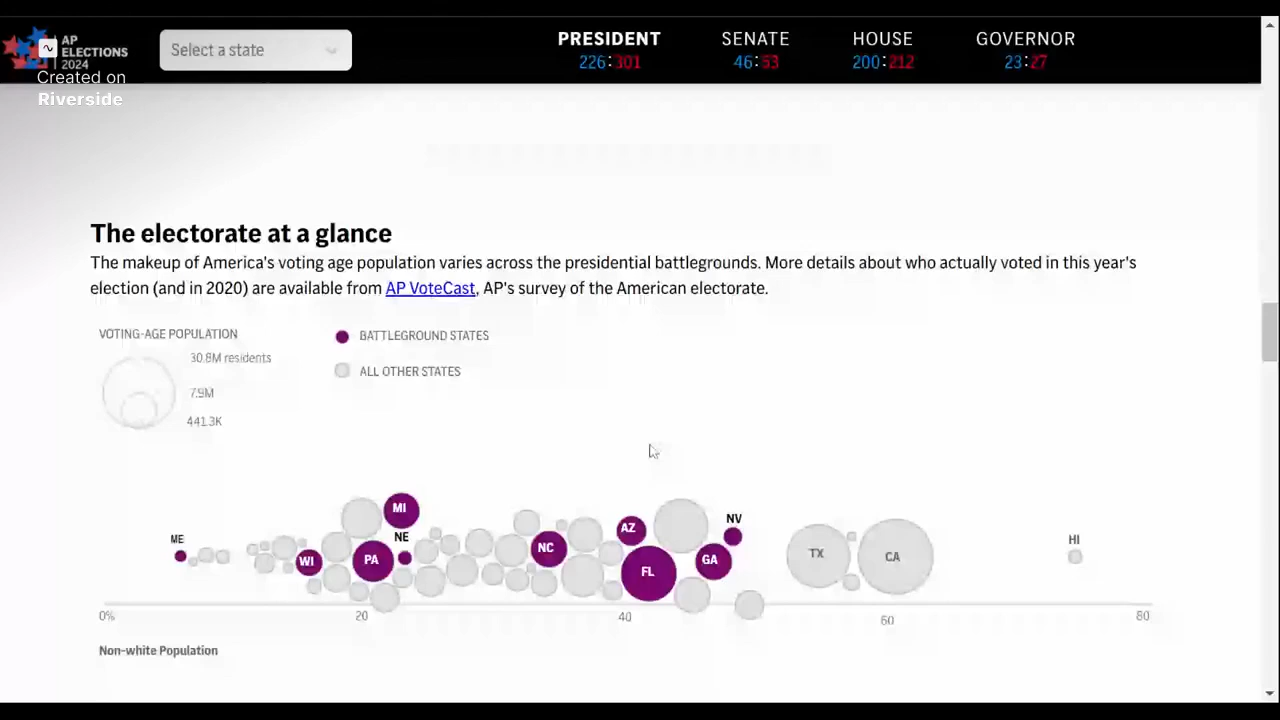 AP
ELECTIONS
2024
Created on
Riverside
Select a state
PRESIDENT
226:301
SENATE
46:53
HOUSE
200:212
GOVERNOR
23:27
The electorate at a glance
The makeup of America's voting age population varies across the presidential battlegrounds. More details about who actually voted in this year's
election (and in 2020) are available from AP VoteCast, AP's survey of the American electorate.
VOTING-AGE POPULATION
30.8M residents
7.9M
441.3K
BATTLEGROUND STATES
ALL OTHER STATES
ME
WI
PA
MI
NE
NC
AZ
FL
GA
NV
TX
CA
HI
0%
20
40
60
80
Non-white Population